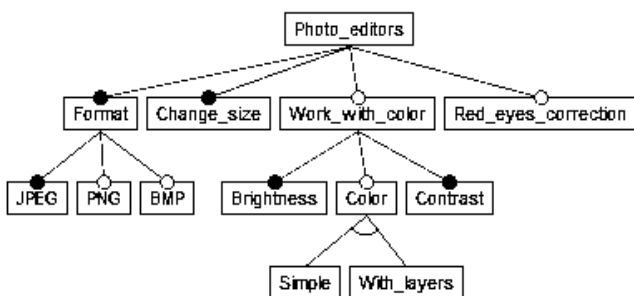 Photo_editors
Format Change_size Work_with_color Red_eyes_correction
JPEG PNG BMP Brightness Color Contrast
Simple With_layers